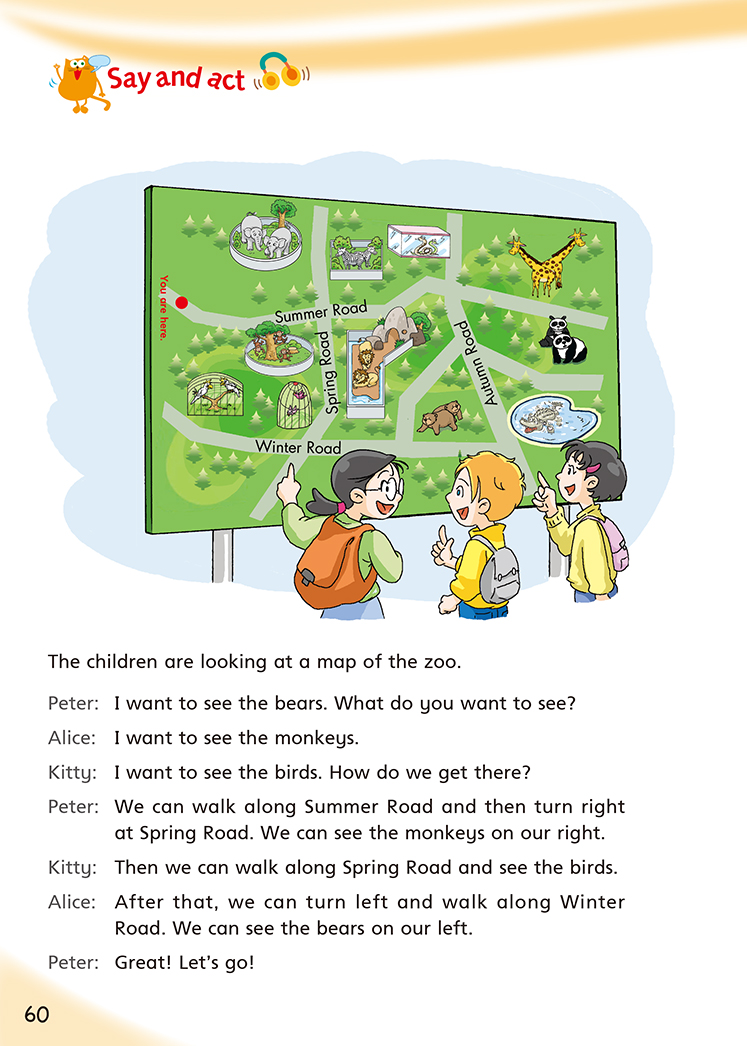 Say and act
You are here.
Summer Road
Spring Road
Autumn Road
Winter Road
The children are looking at a map of the zoo.
Peter: I want to see the bears. What do you want to see?
Alice: I want to see the monkeys.
Kitty: I want to see the birds. How do we get there?
Peter: We can walk along Summer Road and then turn right
at Spring Road. We can see the monkeys on our right.
Kitty: Then we can walk along Spring Road and see the birds.
Alice: After that, we can turn left and walk along Winter
Road. We can see the bears on our left.
Peter: Great! Let's go!
60